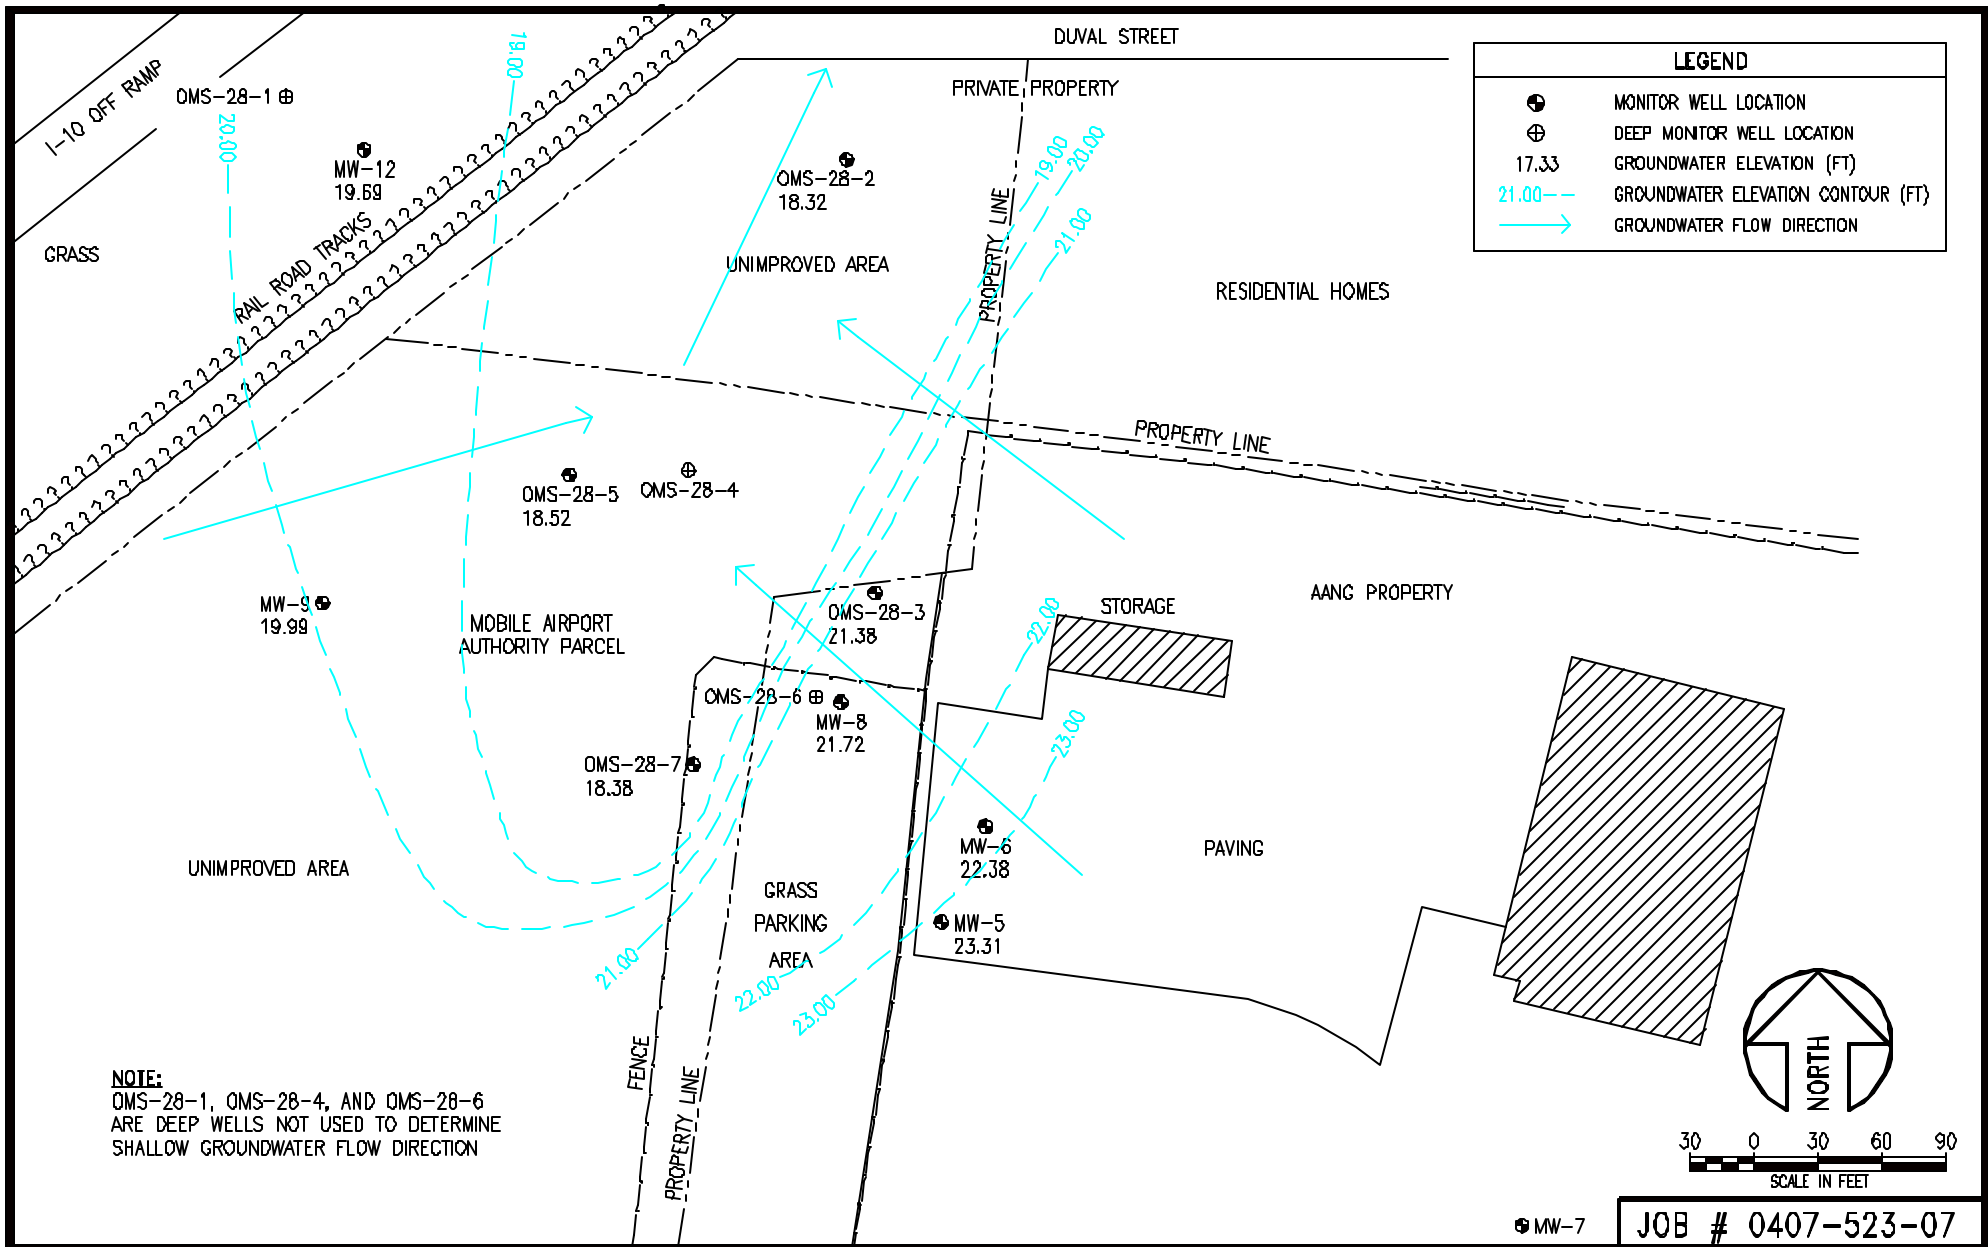 DUVAL STREET
PRIVATE PROPERTY
I-10 OFF RAMP
OMS-28-1
19.00
20.00
MW-12
19.69
GRASS
RAIL ROAD TRACKS
OMS-28-2
18.32
UNIMPROVED AREA
PROPERTY LINE
19.00
20.00
21.00
LEGEND
MONITOR WELL LOCATION
DEEP MONITOR WELL LOCATION
17.33 GROUNDWATER ELEVATION (FT)
21.00 GROUNDWATER ELEVATION CONTOUR (FT)
GROUNDWATER FLOW DIRECTION
RESIDENTIAL HOMES
PROPERTY LINE
OMS-28-5
18.52
OMS-28-4
MW-9
19.99
MOBILE AIRPORT
AUTHORITY PARCEL
OMS-28-3
21.38
22.00
STORAGE
AANG PROPERTY
OMS-28-6
MW-8
21.72
23.00
OMS-28-7
18.38
MW-6
22.38
PAVING
UNIMPROVED AREA
GRASS
PARKING
AREA
MW-5
23.31
21.00
22.00
23.00
FENCE
PROPERTY LINE
NOTE:
OMS-28-1, OMS-28-4, AND OMS-28-6
ARE DEEP WELLS NOT USED TO DETERMINE
SHALLOW GROUNDWATER FLOW DIRECTION
NORTH
30 0 30 60 90
SCALE IN FEET
MW-7
JOB # 0407-523-07